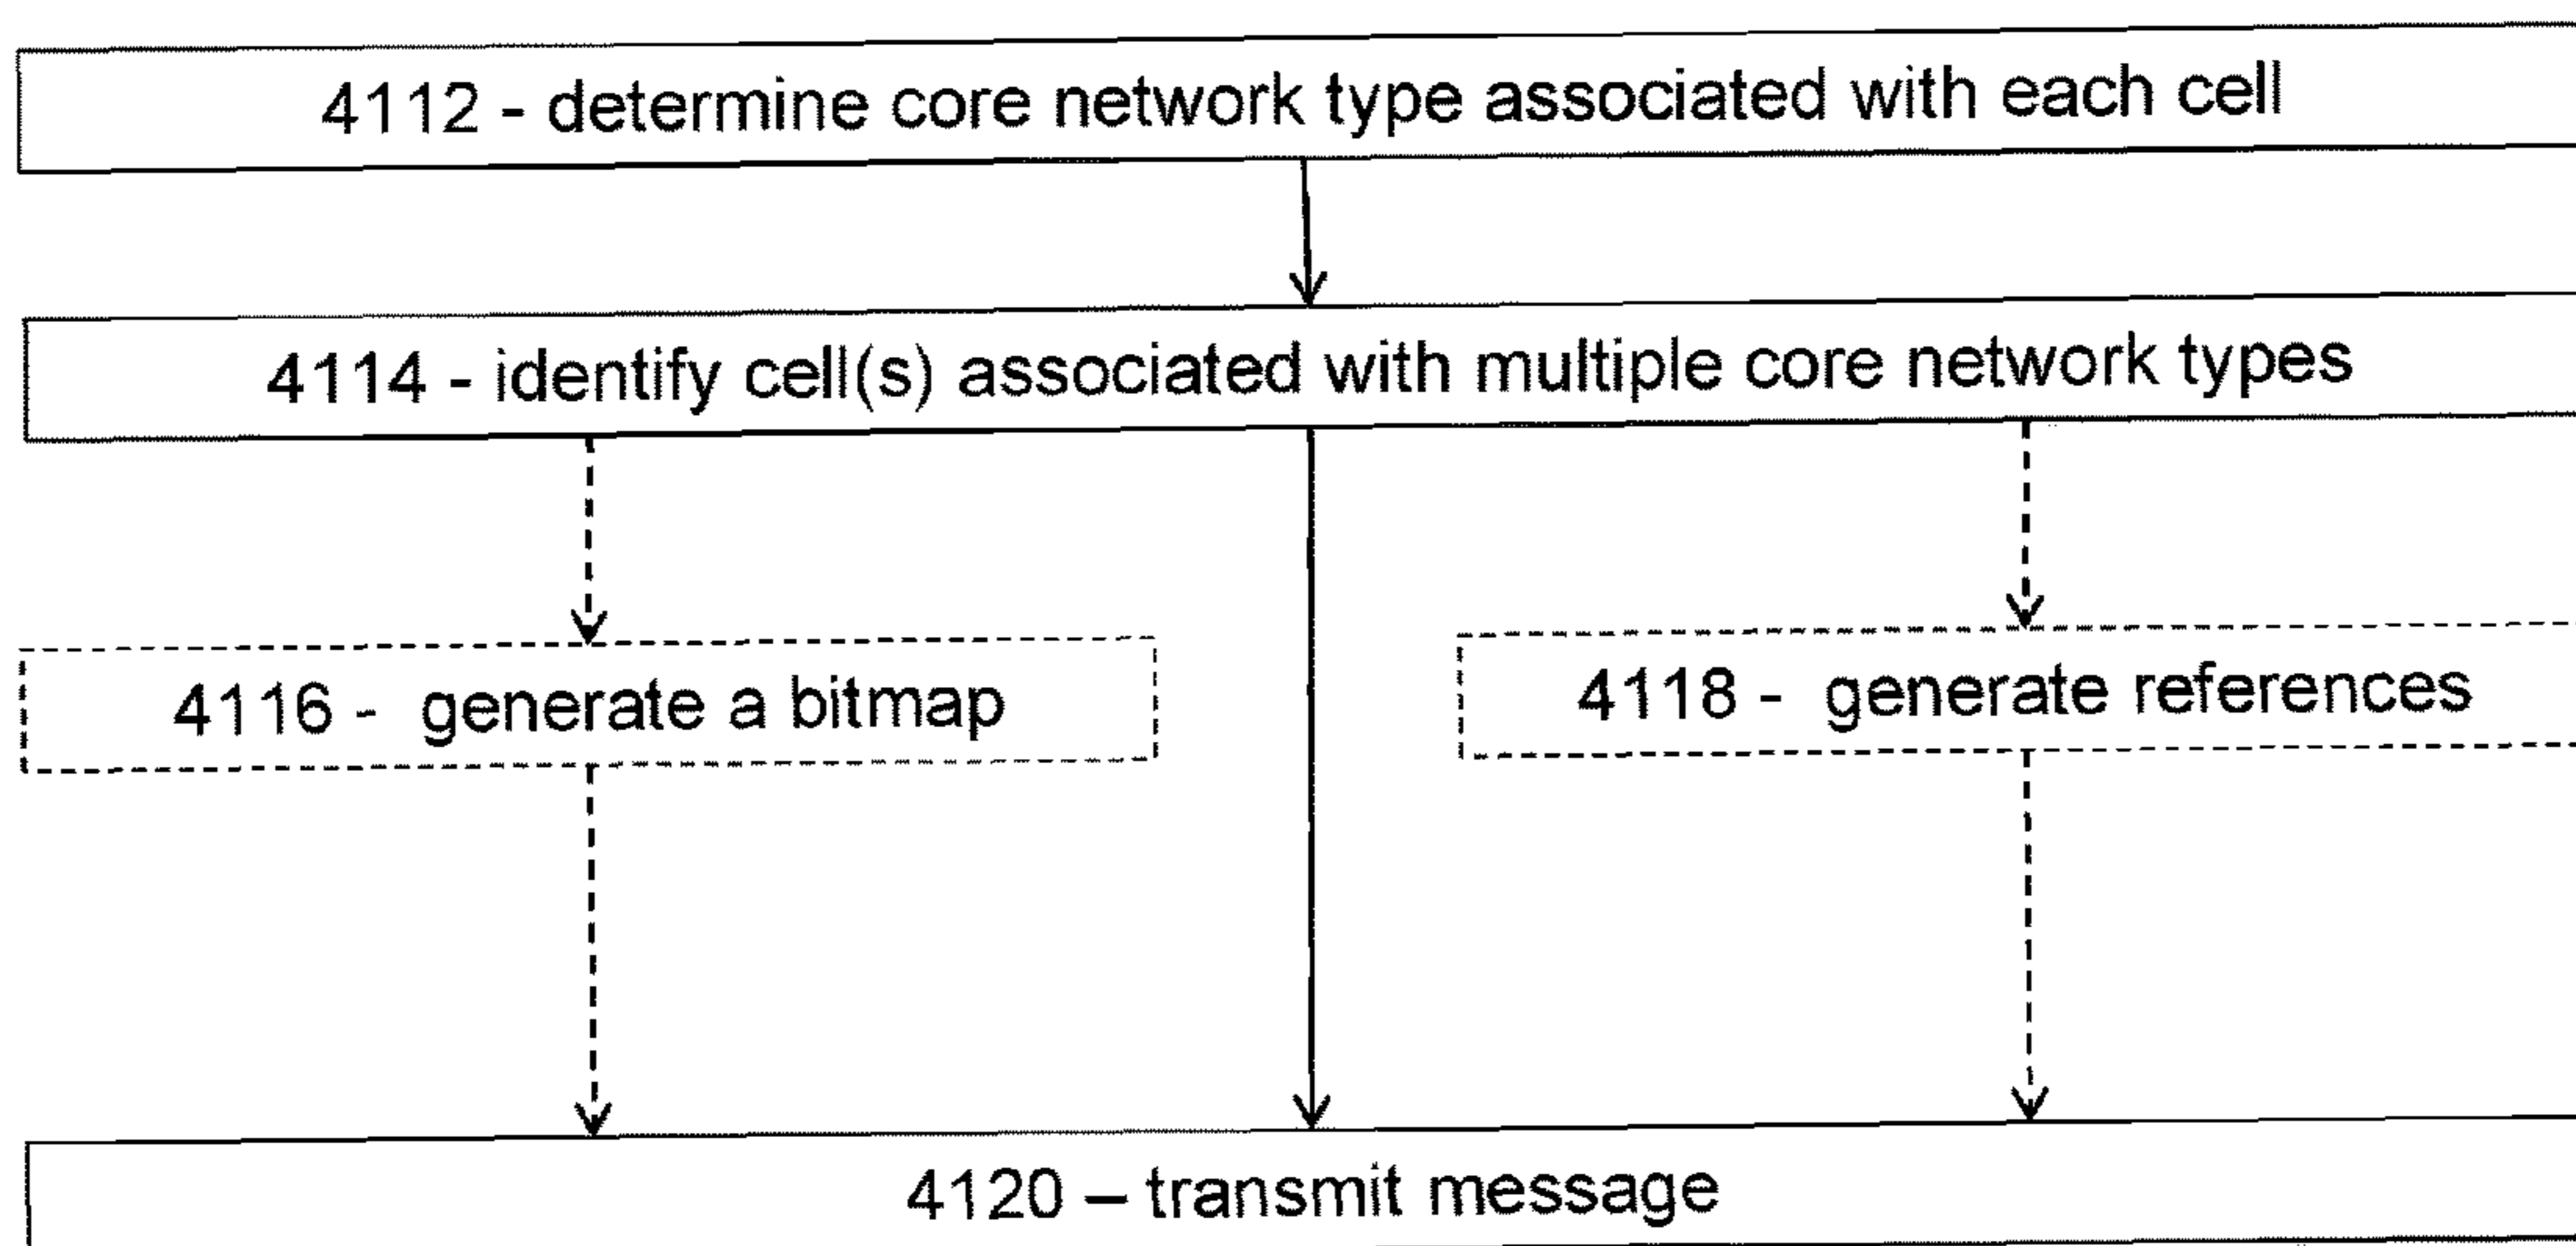 4112 - determine core network type associated with each cell
4114 - identify cell(s) associated with multiple core network types
4116 - generate a bitmap
4118 - generate references
4120 – transmit message